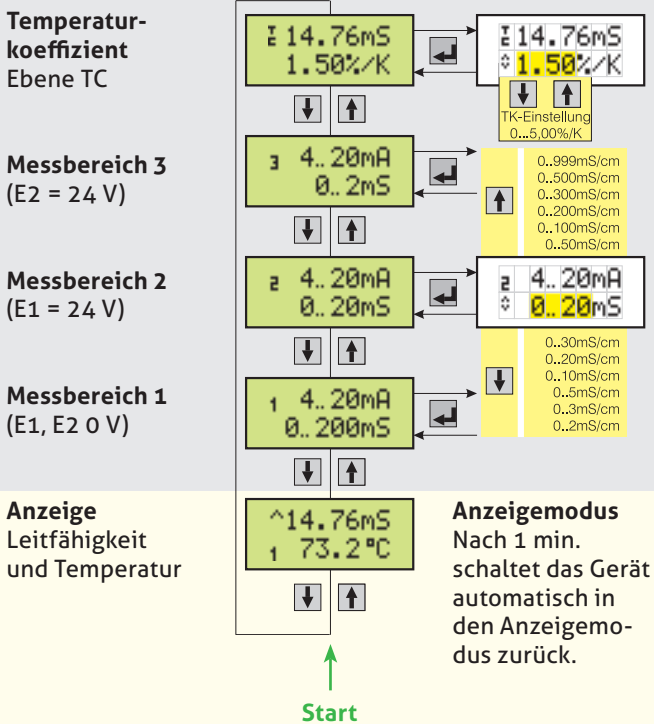 Temperatur-
koeffizient
Ebene TC
TC 14.76mS
1.50%/K
TC 14.76mS
1.50%/K
TK-Einstellung
0...5,00%/K
Messbereich 3
(E2 = 24 V)
3 4..20mA
0..2mS
0..999mS/cm
0..500mS/cm
0..300mS/cm
0..200mS/cm
0..100mS/cm
0..50mS/cm
Messbereich 2
(E1 = 24 V)
2 4..20mA
0..20mS
2 4..20mA
0..20mS
0..30mS/cm
0..20mS/cm
0..10mS/cm
0..5mS/cm
0..3mS/cm
0..2mS/cm
Messbereich 1
(E1, E2 0 V)
1 4..20mA
0..200mS
Anzeige
Leitfähigkeit
und Temperatur
^14.76mS
1 73.2°C
Anzeigemodus
Nach 1 min.
schaltet das Gerät
automatisch in
den Anzeigemo-
dus zurück.
Start